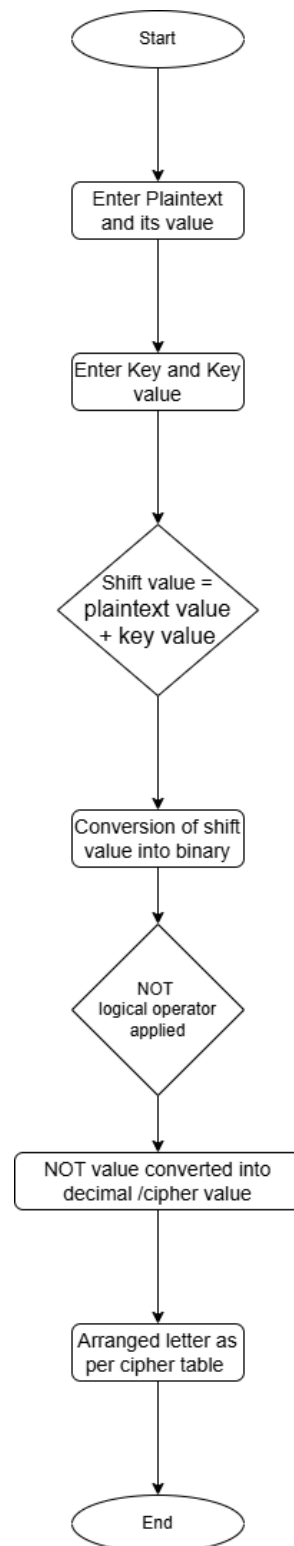 Start
Enter Plaintext
and its value
Enter Key and Key
value
Shift value =
plaintext value
+ key value
Conversion of shift
value into binary
NOT
logical operator
applied
NOT value converted into
decimal /cipher value
Arranged letter as
per cipher table
End